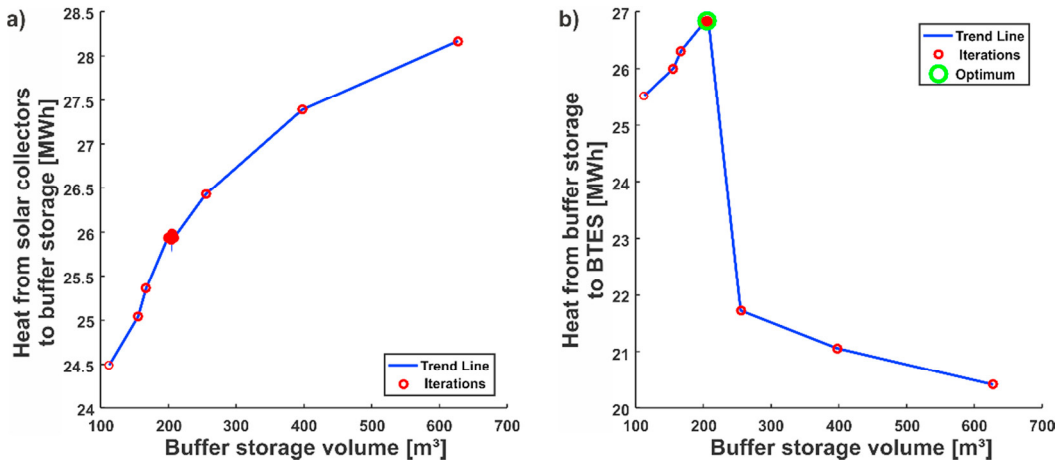 a)
Heat from solar collectors
to buffer storage [MWh]
28.5
28
27.5
27
26.5
26
25.5
25
24.5
24
100 200 300 400 500 600 700
Buffer storage volume [m³]
Trend Line
Iterations
b)
Heat from buffer storage
to BTES [MWh]
27
26
25
24
23
22
21
20
100 200 300 400 500 600 700
Buffer storage volume [m³]
Trend Line
Iterations
Optimum